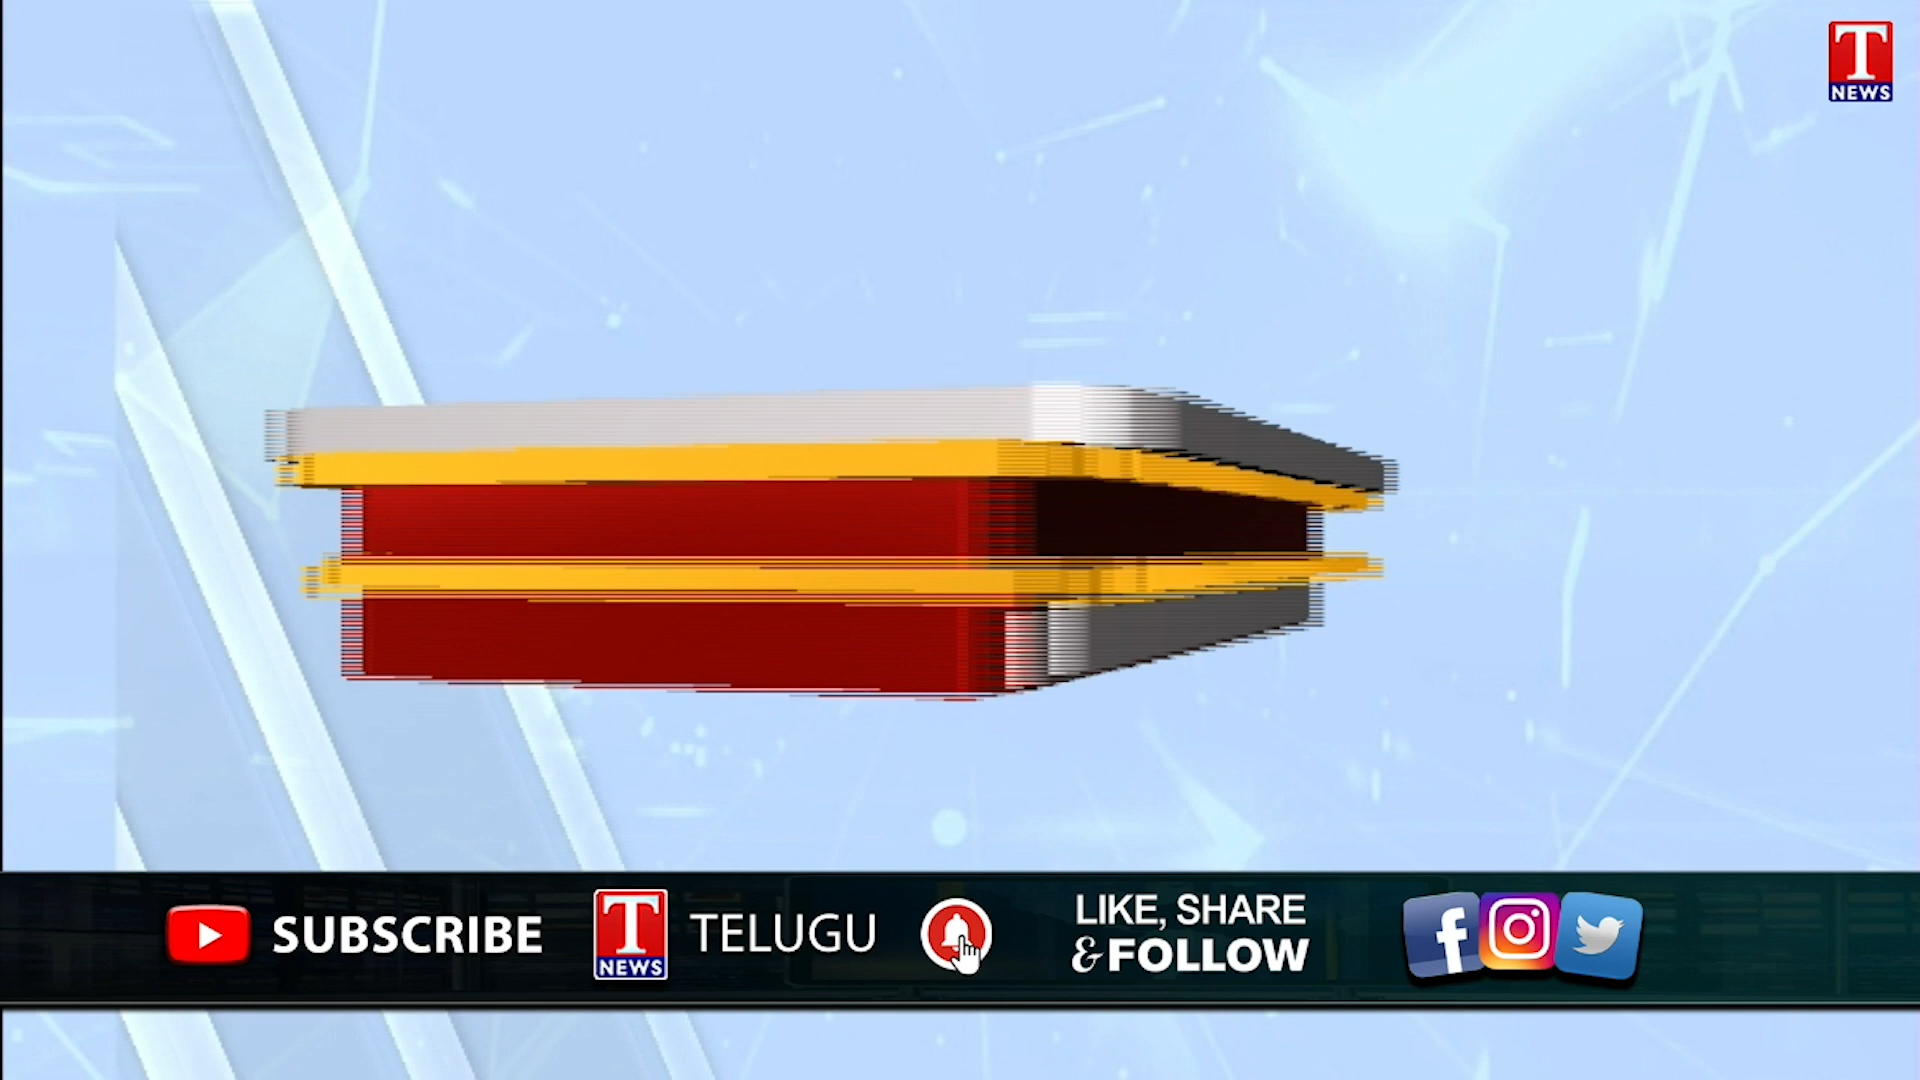 T
NEWS
SUBSCRIBE
T
NEWS
TELUGU
LIKE, SHARE
& FOLLOW